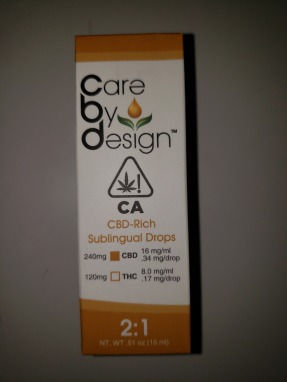 care
by
design™
CA
CBD-Rich
Sublingual Drops
240mg CBD 16 mg/ml
.34 mg/drop
120mg THC 8.0 mg/ml
.17 mg/drop
2:1
NT. WT .51 oz (15 ml)